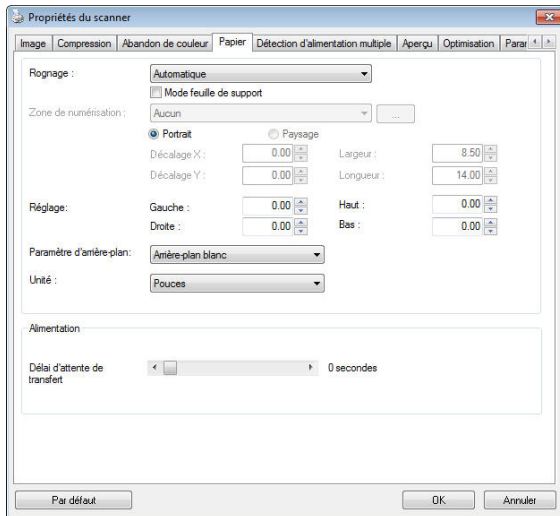 Propriétés du scanner
Image Compression Abandon de couleur Papier Détection d'alimentation multiple Aperçu Optimisation Parar
Rognage : Automatique
Mode feuille de support
Zone de numérisation : Aucun ...
Portrait Paysage
Décalage X : 0.00 Largeur : 8.50
Décalage Y : 0.00 Longueur : 14.00
Réglage: Gauche : 0.00 Haut : 0.00
Droite : 0.00 Bas : 0.00
Paramètre d'arrière-plan: Arrière-plan blanc
Unité : Pouces
Alimentation
Délai d'attente de transfert 0 secondes
Par défaut OK Annuler